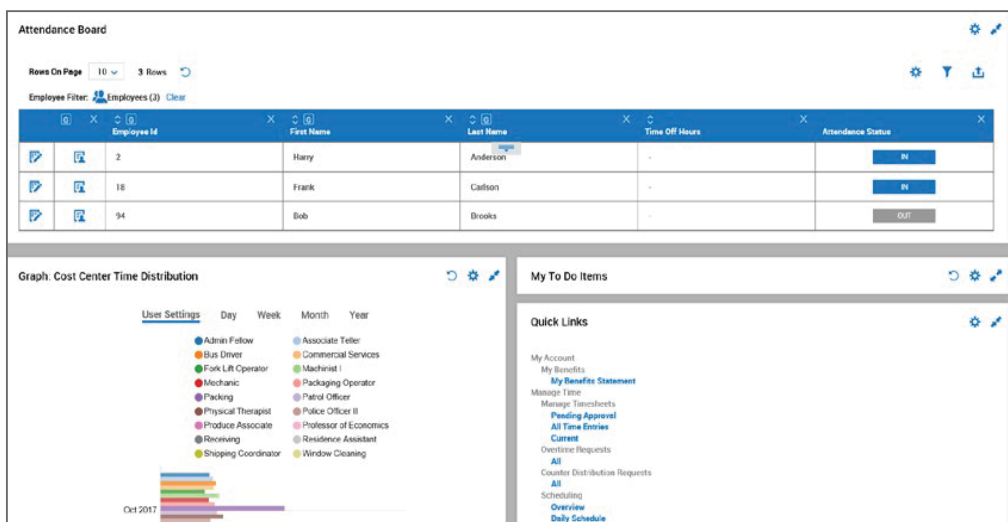 Attendance Board
Rows On Page 10 3 Rows
Employee Filter: Employees (3) Clear
Employee Id First Name Last Name Time Off Hours Attendance Status
2 Harry Anderson - IN
18 Frank Carlson - IN
94 Bob Brooks - OUT
Graph: Cost Center Time Distribution
User Settings Day Week Month Year
Admin Fellow Associate Teller
Bus Driver Commercial Services
Fork Lift Operator Machinist I
Mechanic Packaging Operator
Packing Patrol Officer
Physical Therapist Police Officer II
Produce Associate Professor of Economics
Receiving Residence Assistant
Shipping Coordinator Window Cleaning
Oct 2017
My To Do Items
Quick Links
My Account
My Benefits
My Benefits Statement
Manage Time
Manage Timesheets
Pending Approval
All Time Entries
Current
Overtime Requests
All
Counter Distribution Requests
All
Scheduling
Overview
Daily Schedule